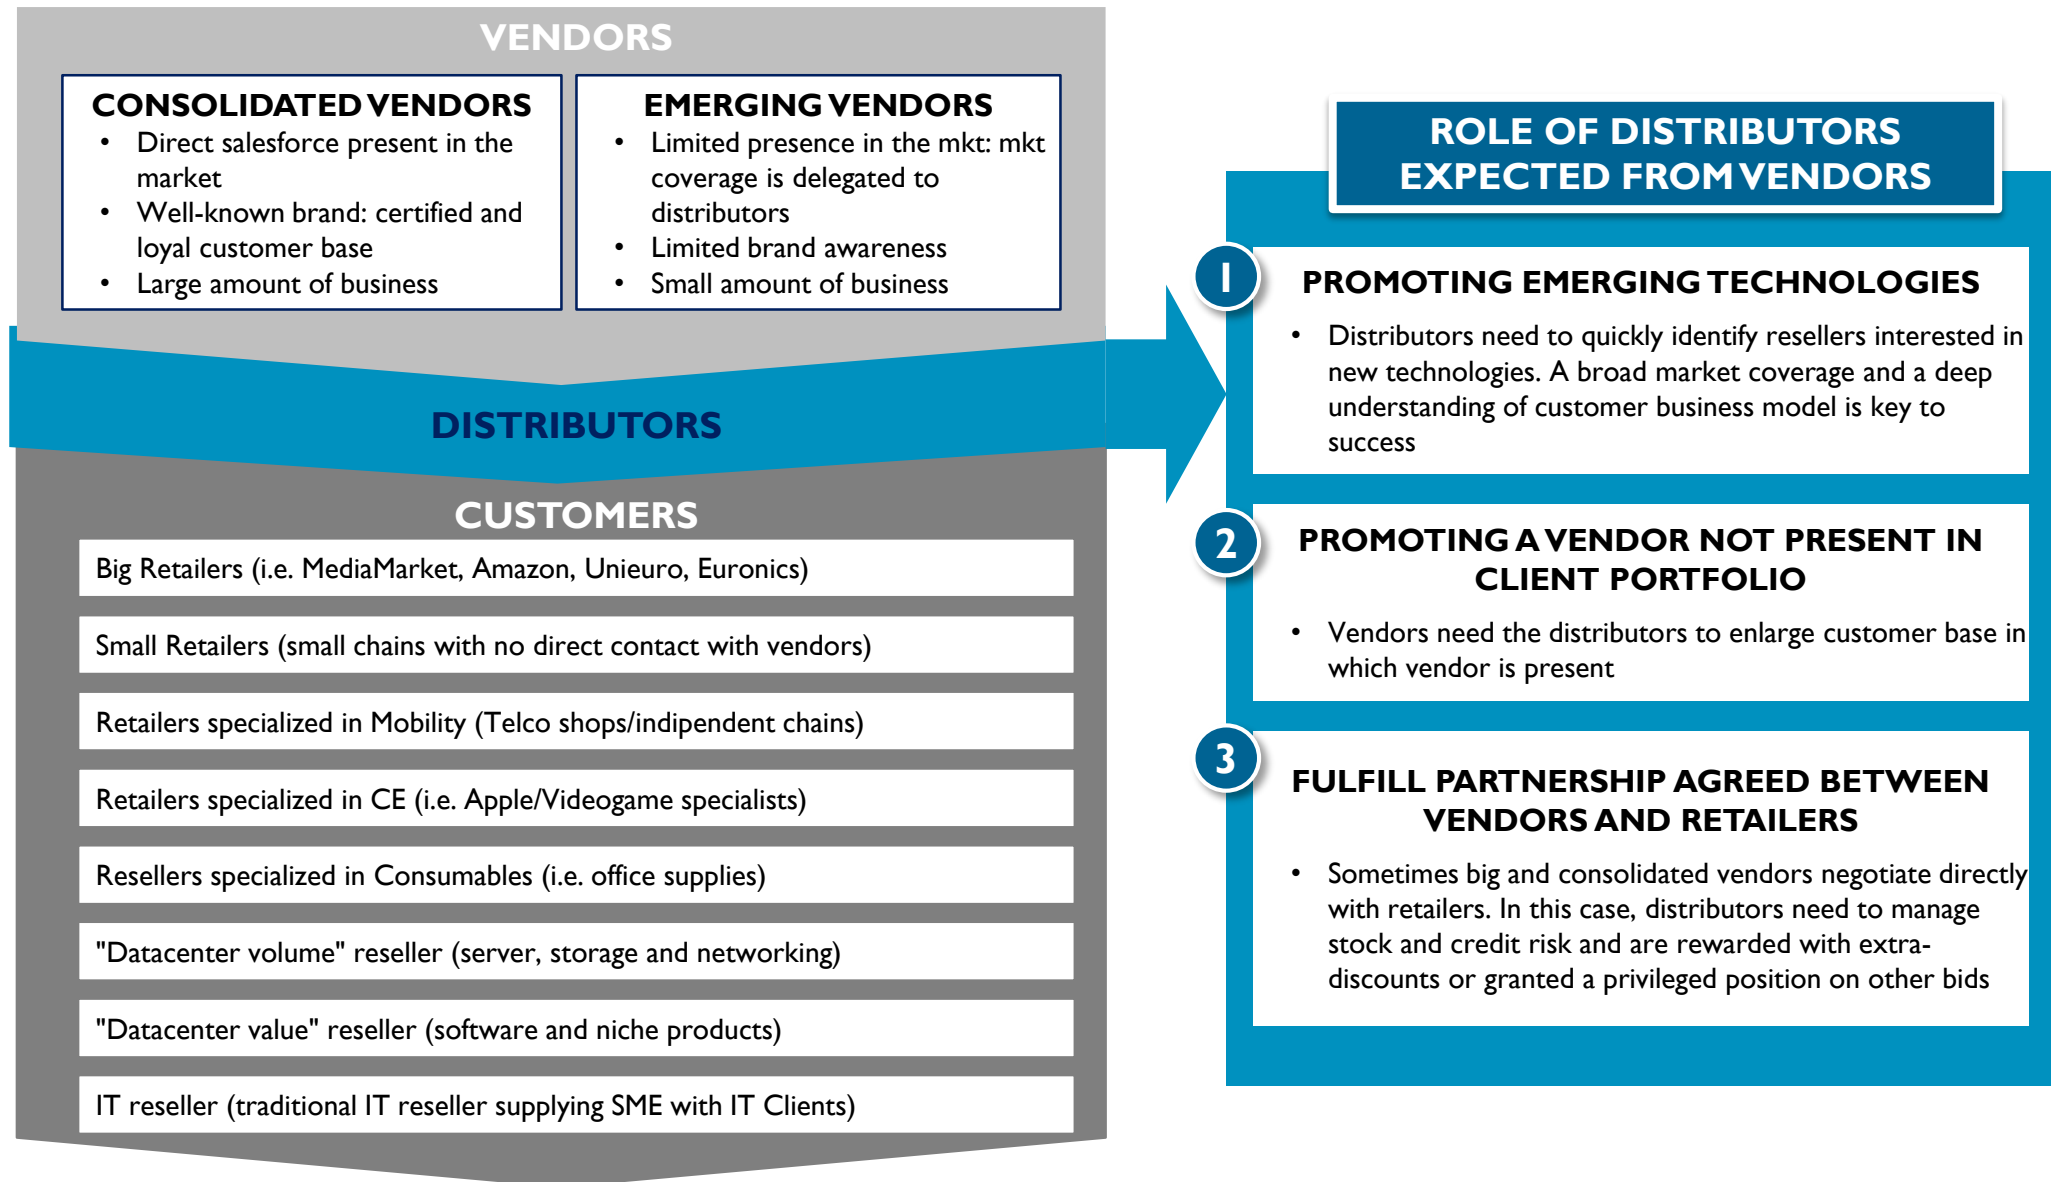 VENDORS
CONSOLIDATED VENDORS
• Direct salesforce present in the
market
• Well-known brand: certified and
loyal customer base
• Large amount of business
EMERGING VENDORS
• Limited presence in the mkt: mkt
coverage is delegated to
distributors
• Limited brand awareness
• Small amount of business
DISTRIBUTORS
CUSTOMERS
Big Retailers (i.e. MediaMarket, Amazon, Unieuro, Euronics)
Small Retailers (small chains with no direct contact with vendors)
Retailers specialized in Mobility (Telco shops/indipendent chains)
Retailers specialized in CE (i.e. Apple/Videogame specialists)
Resellers specialized in Consumables (i.e. office supplies)
"Datacenter volume" reseller (server, storage and networking)
"Datacenter value" reseller (software and niche products)
IT reseller (traditional IT reseller supplying SME with IT Clients)
ROLE OF DISTRIBUTORS
EXPECTED FROM VENDORS
1
PROMOTING EMERGING TECHNOLOGIES
• Distributors need to quickly identify resellers interested in
new technologies. A broad market coverage and a deep
understanding of customer business model is key to
success
2
PROMOTING A VENDOR NOT PRESENT IN
CLIENT PORTFOLIO
• Vendors need the distributors to enlarge customer base in
which vendor is present
3
FULFILL PARTNERSHIP AGREED BETWEEN
VENDORS AND RETAILERS
• Sometimes big and consolidated vendors negotiate directly
with retailers. In this case, distributors need to manage
stock and credit risk and are rewarded with extra-
discounts or granted a privileged position on other bids